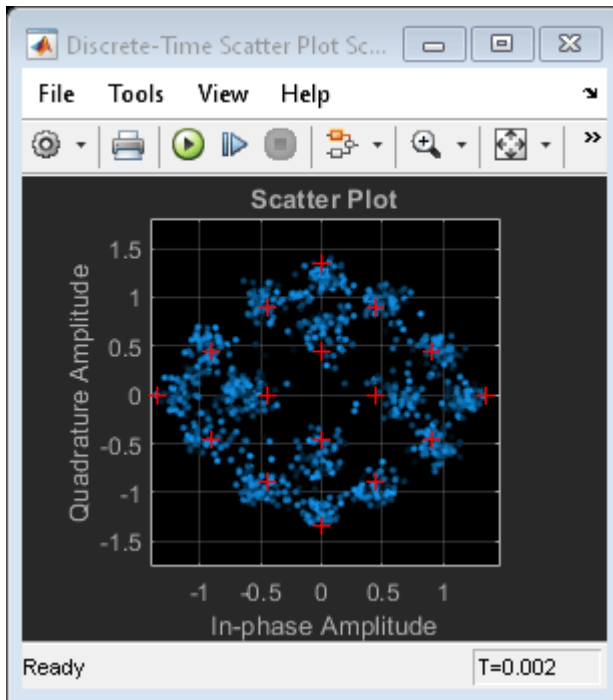 Discrete-Time Scatter Plot Sc...
File Tools View Help
Scatter Plot
1.5
1
0.5
0
-0.5
-1
-1.5
Quadrature Amplitude
-1 -0.5 0 0.5 1
In-phase Amplitude
Ready T=0.002